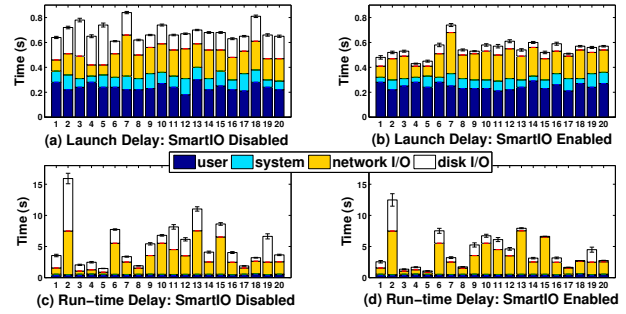 0.8
0.6
0.4
0.2
0
Time (s)
1 2 3 4 5 6 7 8 9 10 11 12 13 14 15 16 17 18 19 20
(a) Launch Delay: SmartIO Disabled
0.8
0.6
0.4
0.2
0
Time (s)
1 2 3 4 5 6 7 8 9 10 11 12 13 14 15 16 17 18 19 20
(b) Launch Delay: SmartIO Enabled
user system network I/O disk I/O
15
10
5
0
Time (s)
1 2 3 4 5 6 7 8 9 10 11 12 13 14 15 16 17 18 19 20
(c) Run-time Delay: SmartIO Disabled
15
10
5
0
Time (s)
1 2 3 4 5 6 7 8 9 10 11 12 13 14 15 16 17 18 19 20
(d) Run-time Delay: SmartIO Enabled